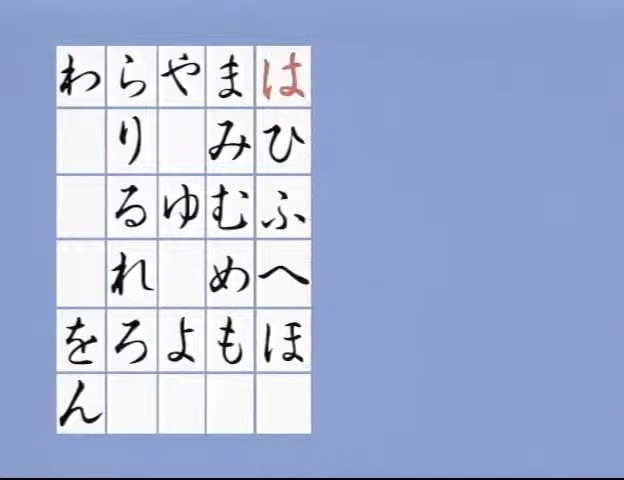 はひふへほ
まみむめも
やゆよ
らりるれろ
わをん